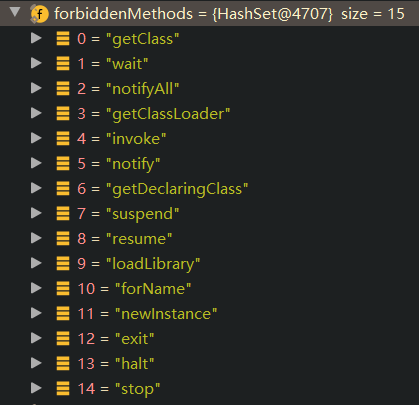 forbiddenMethods = {HashSet@4707} size = 15
0 = "getClass"
1 = "wait"
2 = "notifyAll"
3 = "getClassLoader"
4 = "invoke"
5 = "notify"
6 = "getDeclaringClass"
7 = "suspend"
8 = "resume"
9 = "loadLibrary"
10 = "forName"
11 = "newInstance"
12 = "exit"
13 = "halt"
14 = "stop"